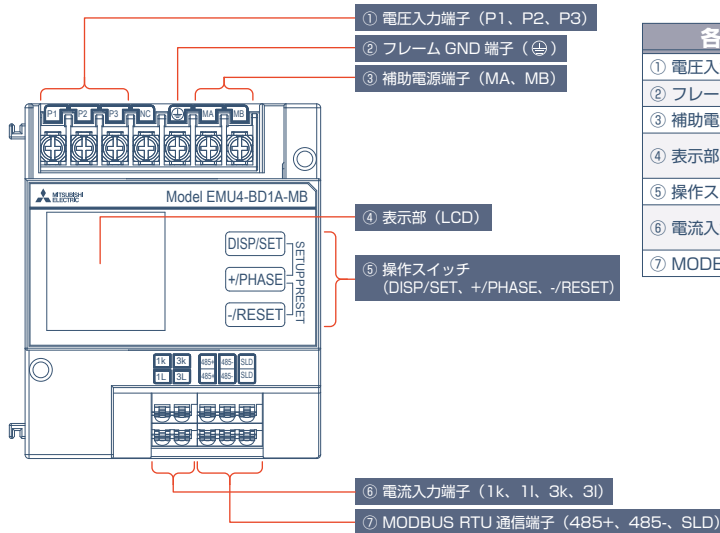 ① 電圧入力端子（P1、P2、P3）
② フレーム GND 端子（ ）
③ 補助電源端子（MA、MB）
P1 P2 P3 NC MA MB
MITSUBISHI ELECTRIC
Model EMU4-BD1A-MB
④ 表示部（LCD）
DISP/SET
+/PHASE
-/RESET
SETUP
PRESET
⑤ 操作スイッチ
（DISP/SET、+/PHASE、-/RESET）
1k 3k 485+ 485- SLD
1L 3L 485+ 485- SLD
⑥ 電流入力端子（1k、1l、3k、3l）
⑦ MODBUS RTU 通信端子（485+、485-、SLD）
各
① 電圧入
② フレー
③ 補助電
④ 表示部
⑤ 操作ス
⑥ 電流入
⑦ MODB